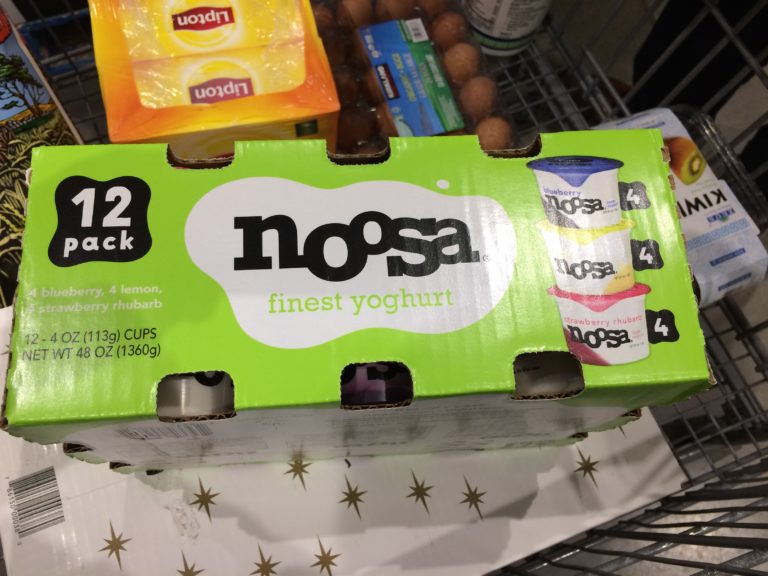 Lipton
Lipton
KIRKLAND
12
pack
noosa
finest yoghurt
4 blueberry, 4 lemon,
4 strawberry rhubarb
12 - 4 OZ (113g) CUPS
NET WT 48 OZ (1360g)
blueberry
noosa
4
noosa
4
strawberry rhubarb
noosa
4
KIWI